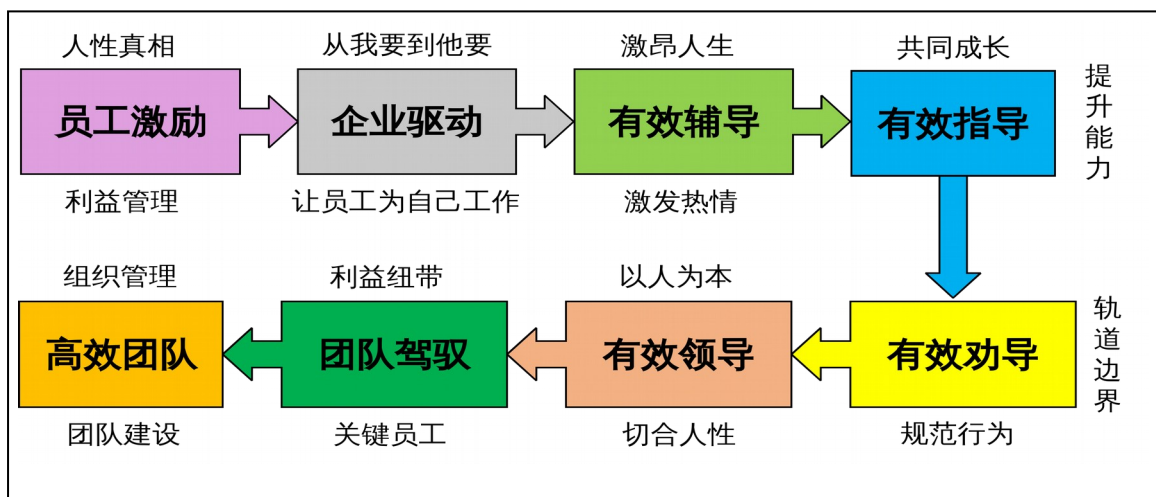 人性真相
从我要到他要
激昂人生
共同成长
员工激励
企业驱动
有效辅导
有效指导
提升能力
利益管理
让员工为自己工作
激发热情
组织管理
利益纽带
以人为本
高效团队
团队驾驭
有效领导
有效劝导
轨道边界
团队建设
关键员工
切合人性
规范行为